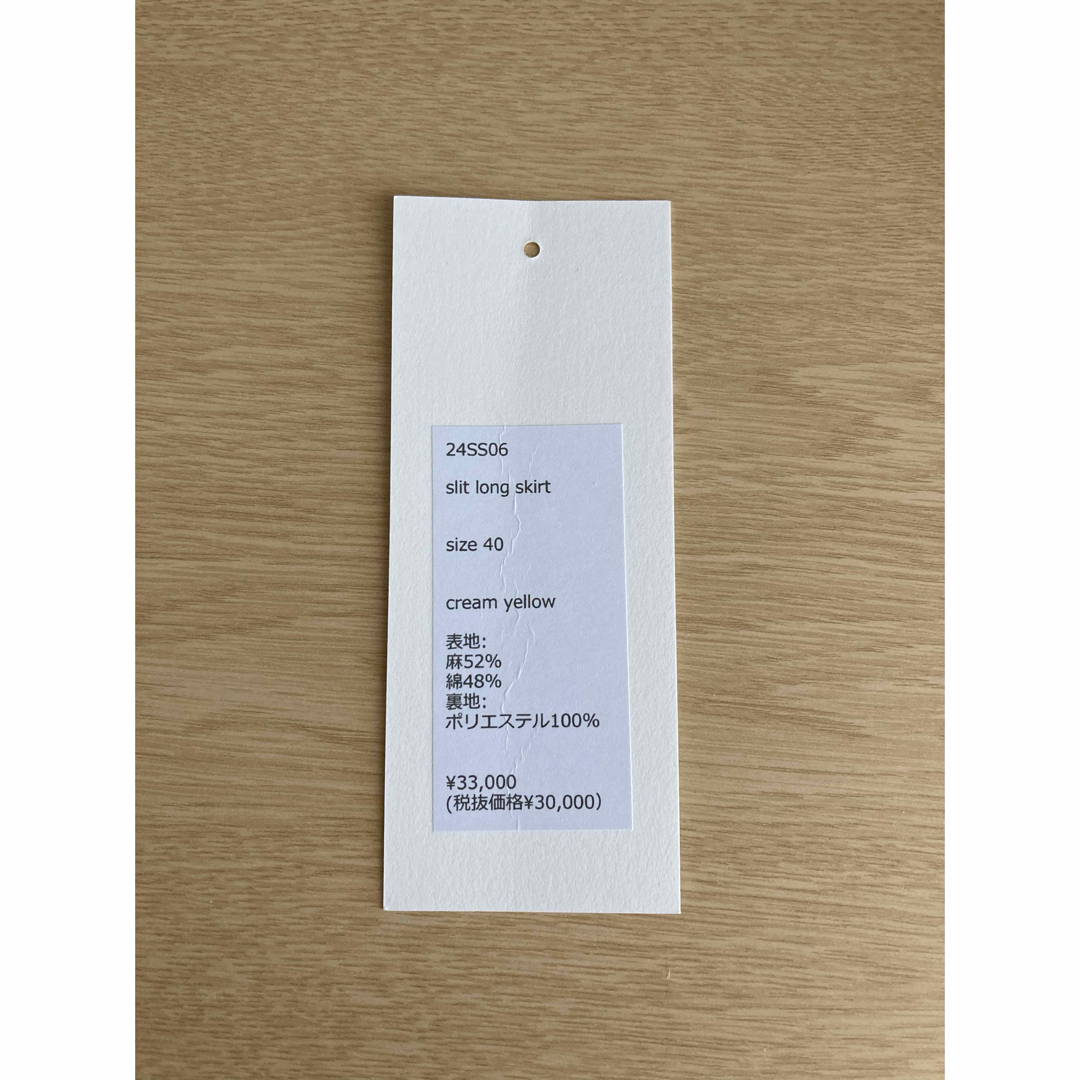 24SS06
slit long skirt
size 40
cream yellow
表地:
麻52%
綿48%
裏地:
ポリエステル100%
¥33,000
(税抜価格¥30,000）